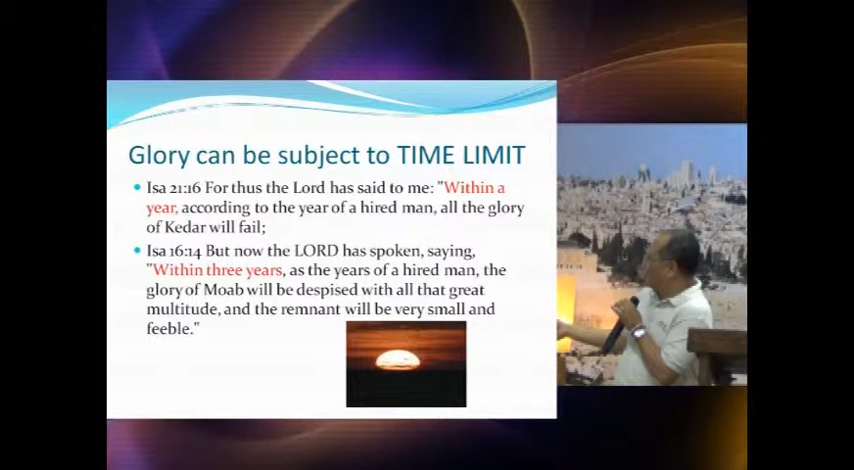 Glory can be subject to TIME LIMIT
Isa 21:16 For thus the Lord has said to me: "Within a
year, according to the year of a hired man, all the glory
of Kedar will fail;
Isa 16:14 But now the LORD has spoken, saying,
"Within three years, as the years of a hired man, the
glory of Moab will be despised with all that great
multitude, and the remnant will be very small and
feeble."